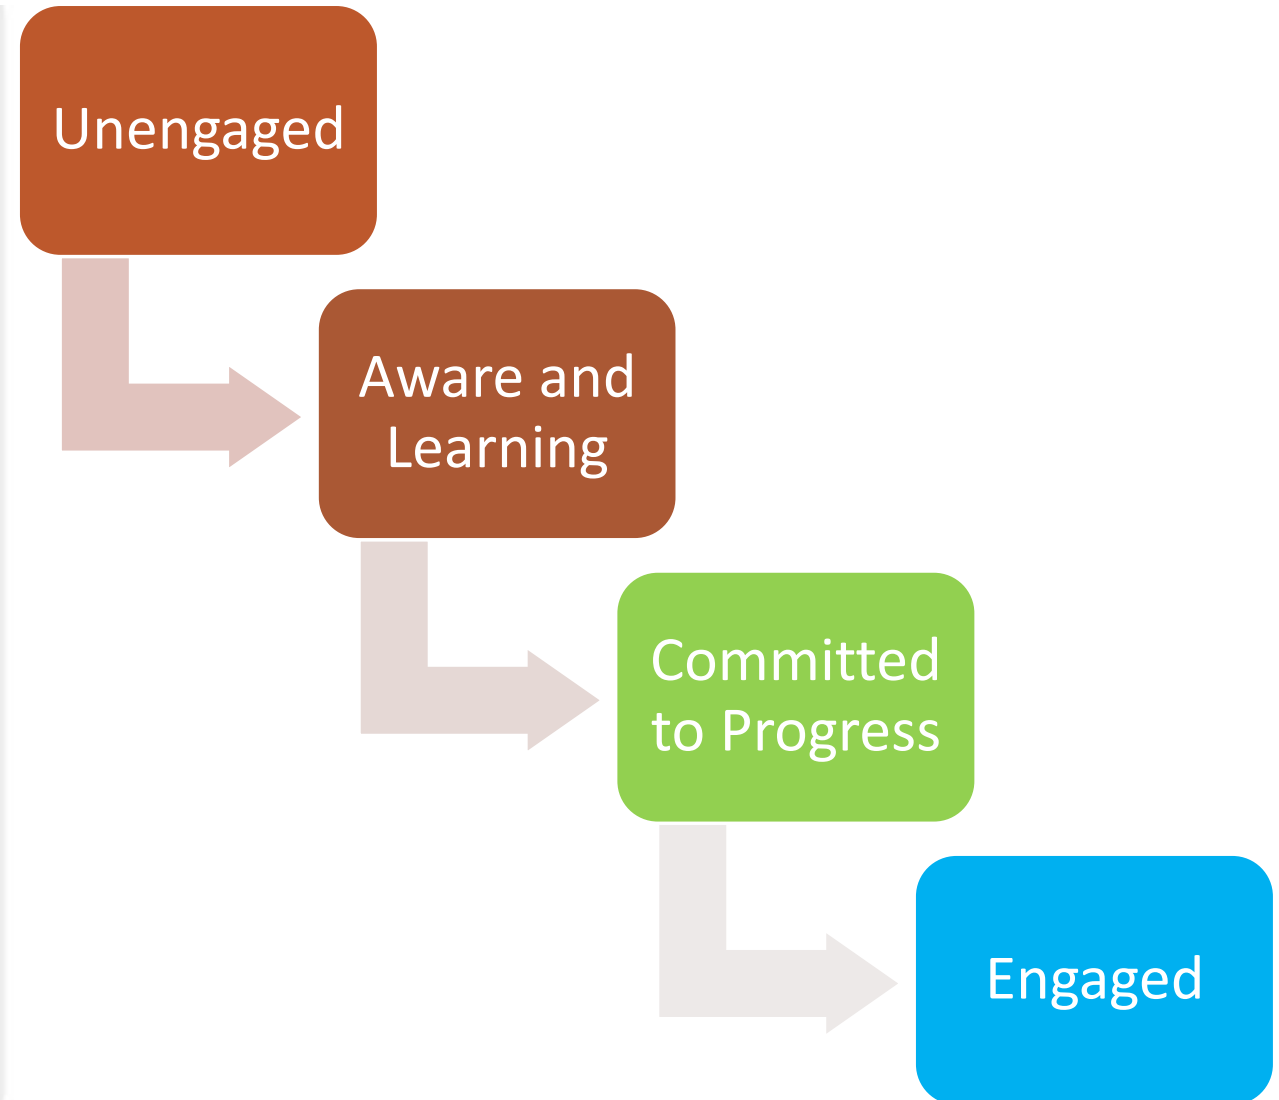 Unengaged
Aware and
Learning
Committed
to Progress
Engaged